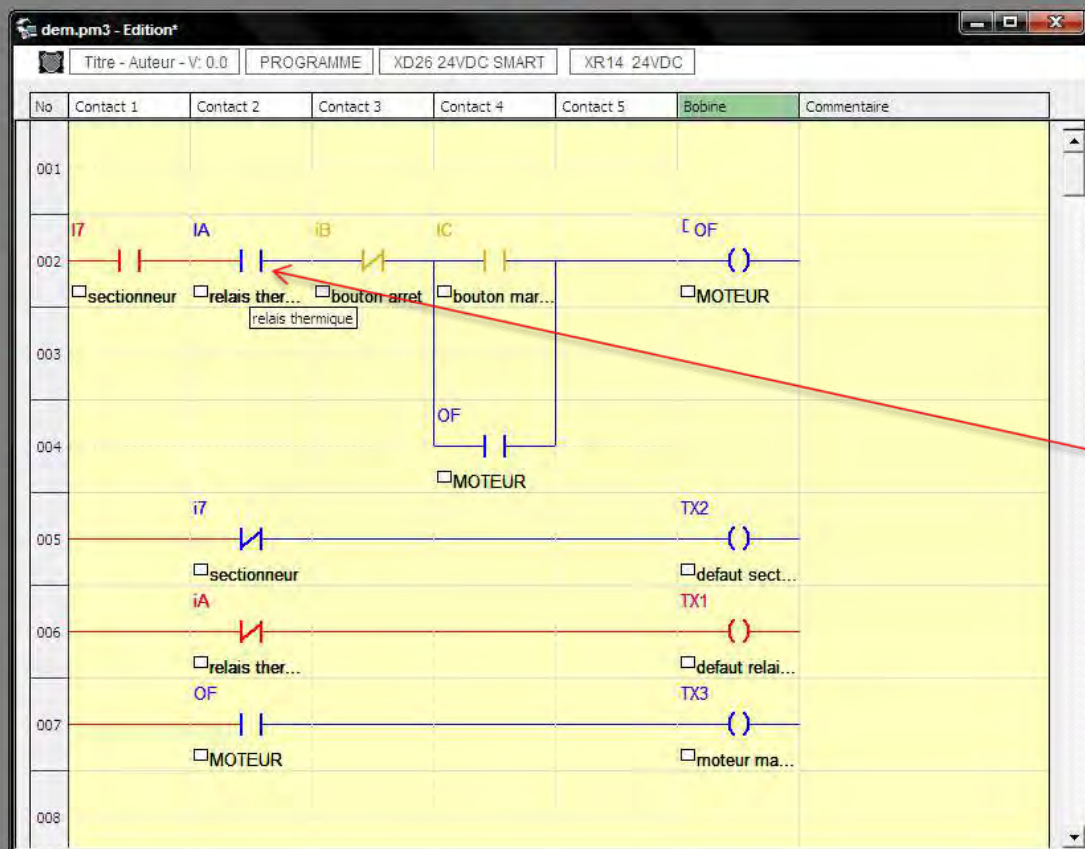 dem.pm3 - Edition*
Titre - Auteur - V: 0.0 PROGRAMME XD26 24VDC SMART XR14 24VDC
No Contact 1 Contact 2 Contact 3 Contact 4 Contact 5 Bobine Commentaire
001
I7 IA iB IC [ OF
002
sectionneur relais ther... bouton arret bouton mar... MOTEUR
relais thermique
003
OF
004
MOTEUR
i7 TX2
005
sectionneur defaut sect...
iA TX1
006
relais ther... defaut relai...
OF TX3
007
MOTEUR moteur ma...
008